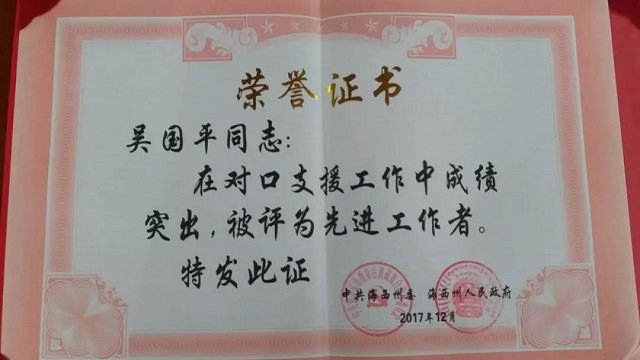 荣誉证书
吴国平同志:
在对口支援工作中成绩
突出,被评为先进工作者。
特发此证
中共海西州委 海西州人民政府
2017年12月